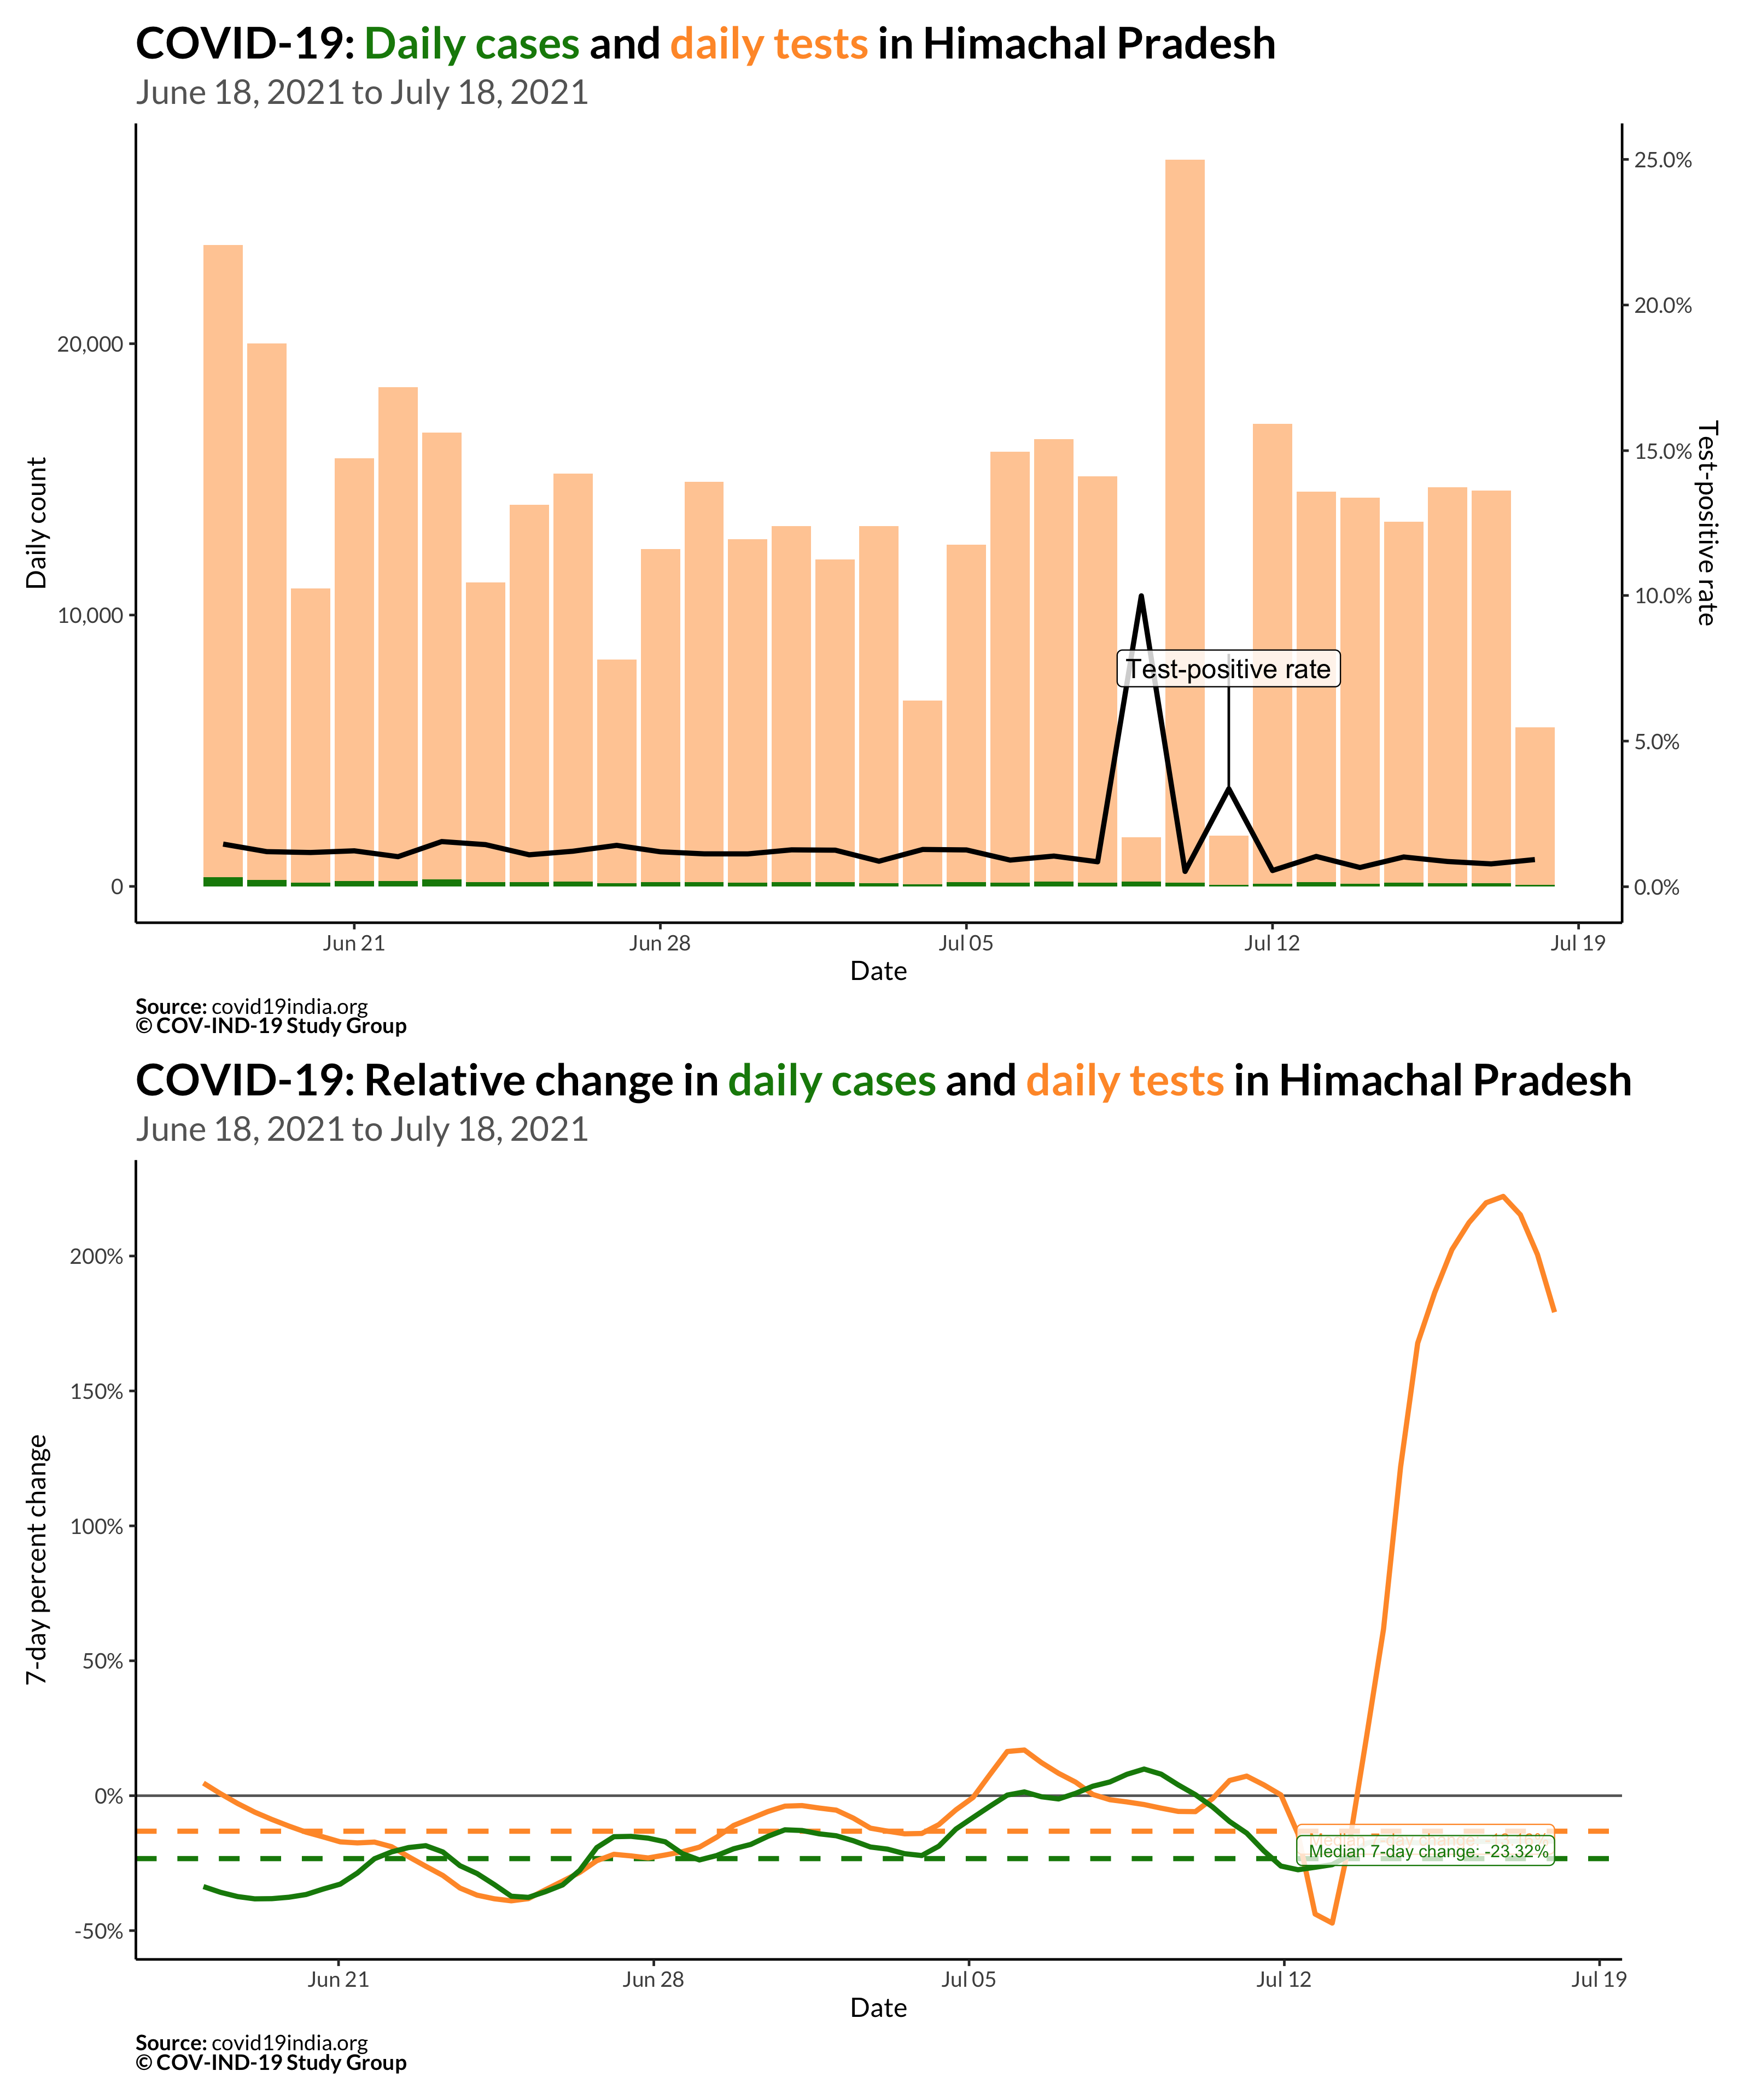 COVID-19: Daily cases and daily tests in Himachal Pradesh
June 18, 2021 to July 18, 2021
25.0%
20.0%
15.0%
10.0%
5.0%
0.0%
20,000
10,000
0
Daily count
Test-positive rate
Test-positive rate
Jun 21
Jun 28
Jul 05
Jul 12
Jul 19
Date
Source: covid19india.org
© COV-IND-19 Study Group
COVID-19: Relative change in daily cases and daily tests in Himachal Pradesh
June 18, 2021 to July 18, 2021
200%
150%
100%
50%
0%
-50%
7-day percent change
Median 7-day change:
Median 7-day change: -23.32%
Jun 21
Jun 28
Jul 05
Jul 12
Jul 19
Date
Source: covid19india.org
© COV-IND-19 Study Group